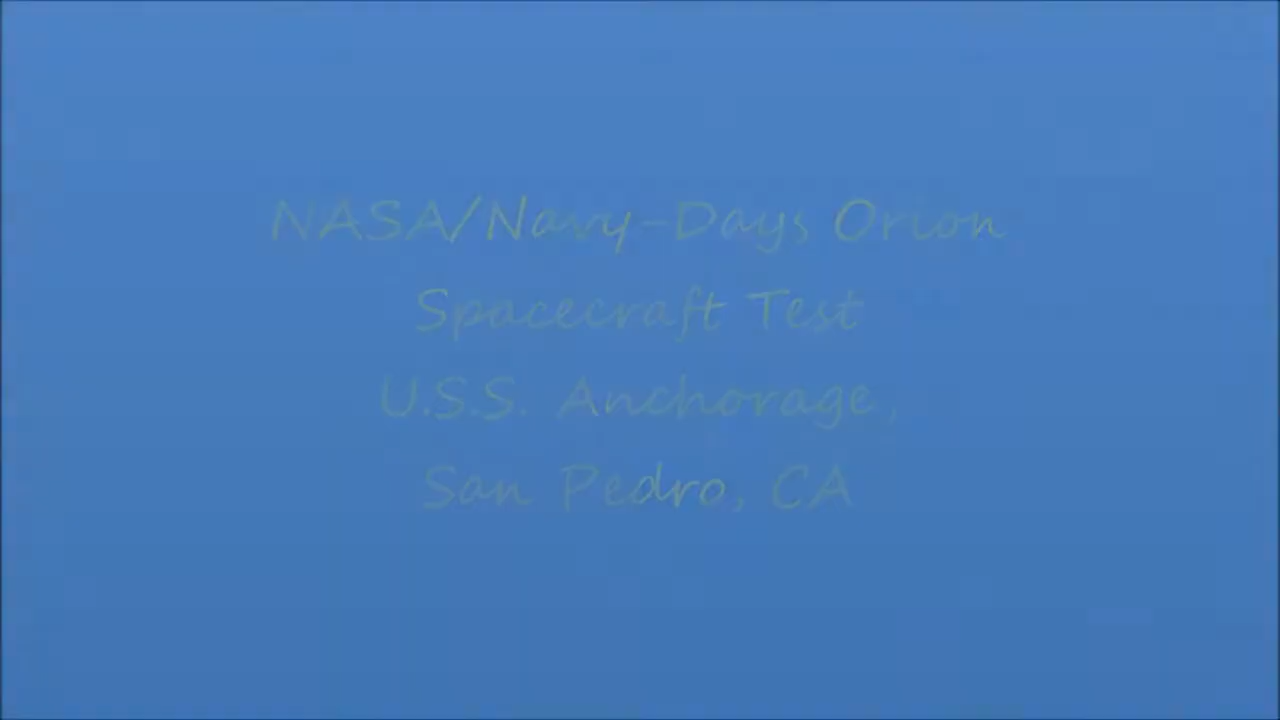 NASA/Navy-Days Orion
Spacecraft Test
U.S.S. Anchorage,
San Pedro, CA